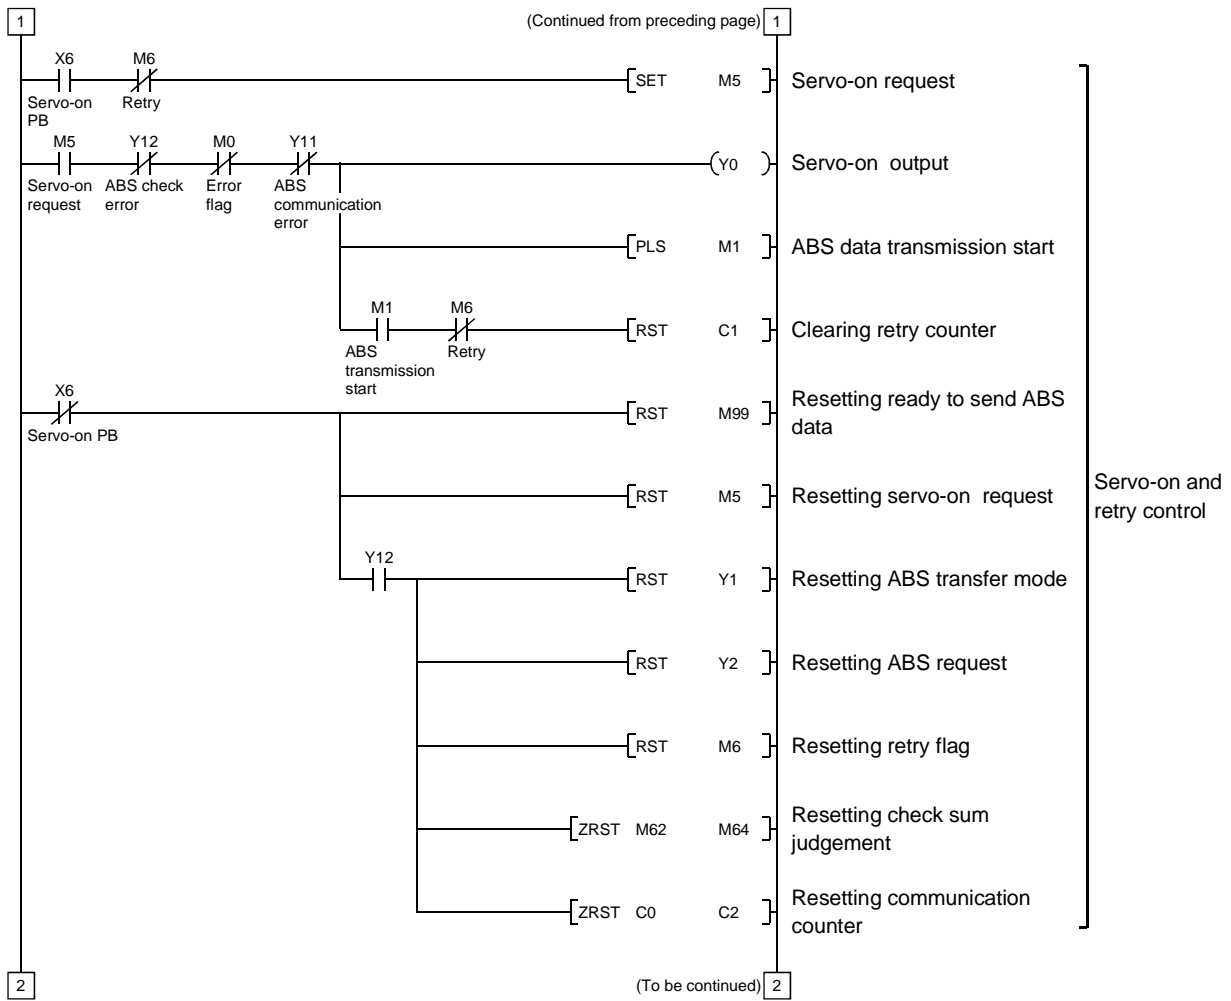 1 (Continued from preceding page) 1
X6 M6
SET M5 Servo-on request
Servo-on Retry
PB
M5 Y12 M0 Y11
Y0 Servo-on output
Servo-on ABS check Error ABS
request error flag communication
error
PLS M1 ABS data transmission start
M1 M6
RST C1 Clearing retry counter
ABS Retry
transmission
start
X6
RST M99 Resetting ready to send ABS
data
Servo-on PB
RST M5 Resetting servo-on request
Servo-on and
retry control
Y12
RST Y1 Resetting ABS transfer mode
RST Y2 Resetting ABS request
RST M6 Resetting retry flag
ZRST M62 M64 Resetting check sum
judgement
ZRST C0 C2 Resetting communication
counter
2 (To be continued) 2